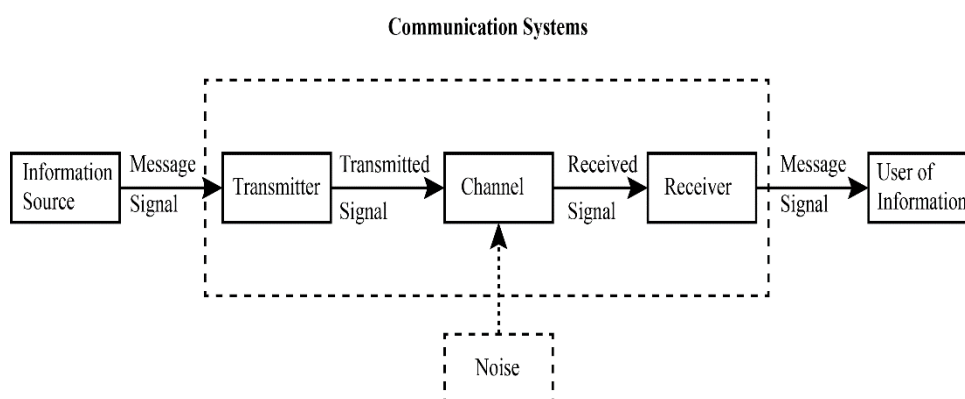 Communication Systems
Information
Source
Message
Signal
Transmitter
Transmitted
Signal
Channel
Received
Signal
Receiver
Message
Signal
User of
Information
Noise